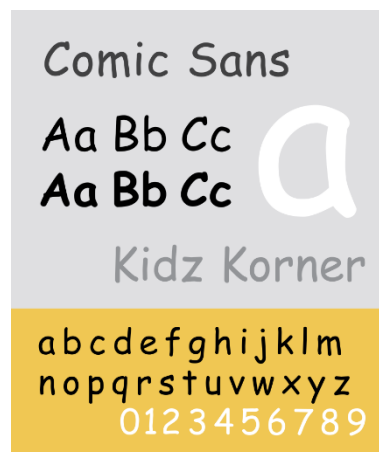 Comic Sans
Aa Bb Cc
Aa Bb Cc
a
Kidz Korner
abcdefghijklm
nopqrstuvwxyz
0123456789